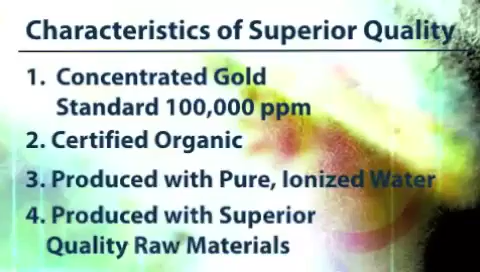 Characteristics of Superior Quality
1. Concentrated Gold
Standard 100,000 ppm
2. Certified Organic
3. Produced with Pure, Ionized Water
4. Produced with Superior
Quality Raw Materials